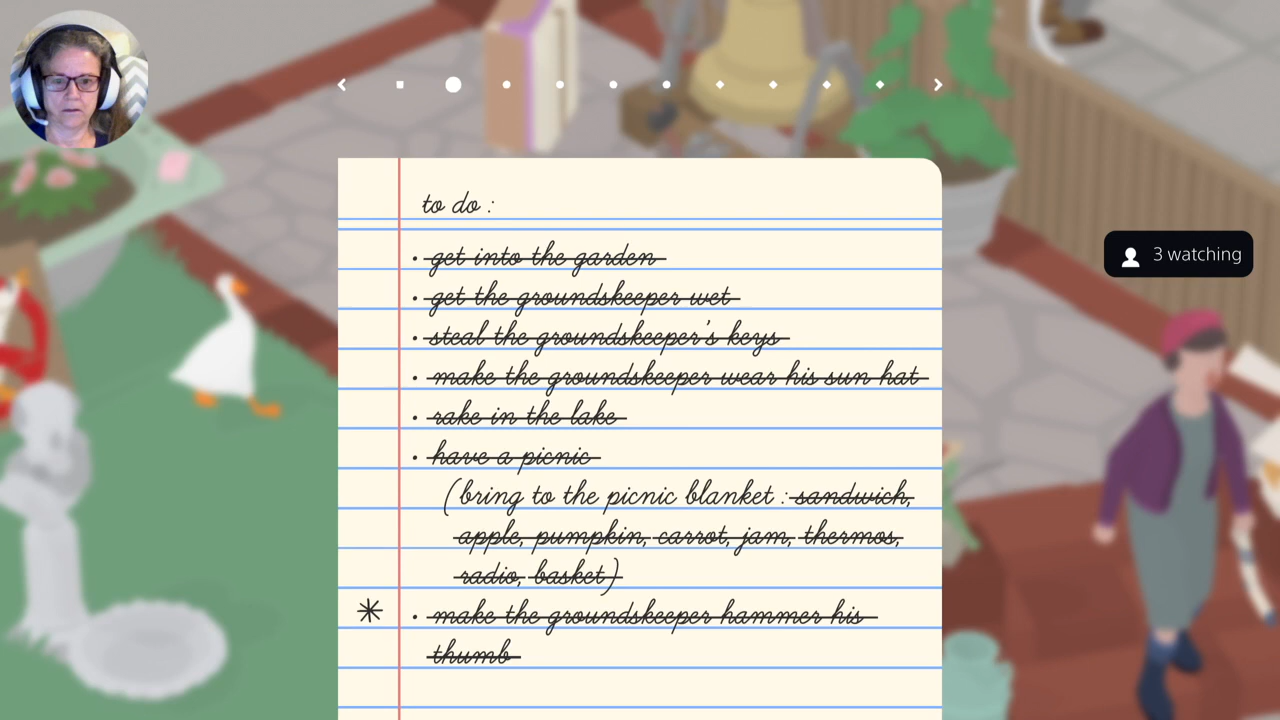 to do :
• get into the garden
• get the groundskeeper wet
• steal the groundskeeper's keys
• make the groundskeeper wear his sun hat
• rake in the lake
• have a picnic
(bring to the picnic blanket : sandwich,
apple, pumpkin, carrot, jam, thermos,
radio, basket)
• make the groundskeeper hammer his
thumb
3 watching